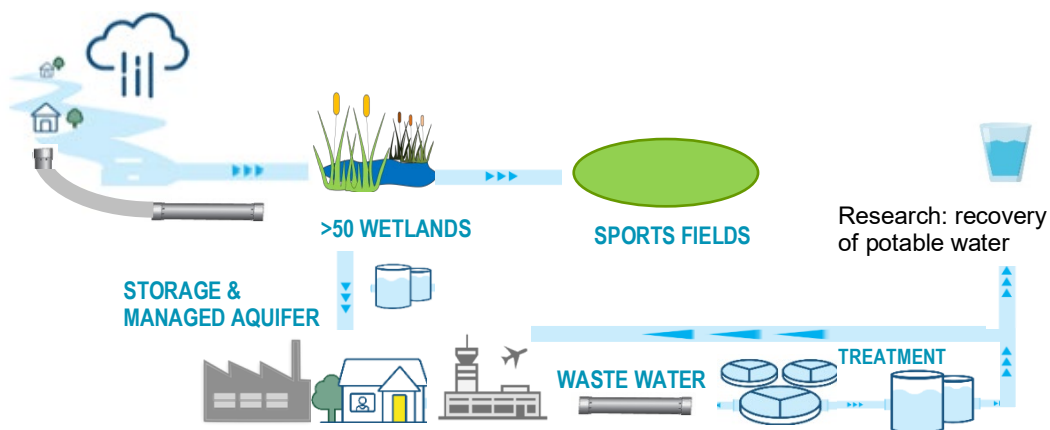 >50 WETLANDS
SPORTS FIELDS
Research: recovery
of potable water
STORAGE &
MANAGED AQUIFER
WASTE WATER
TREATMENT